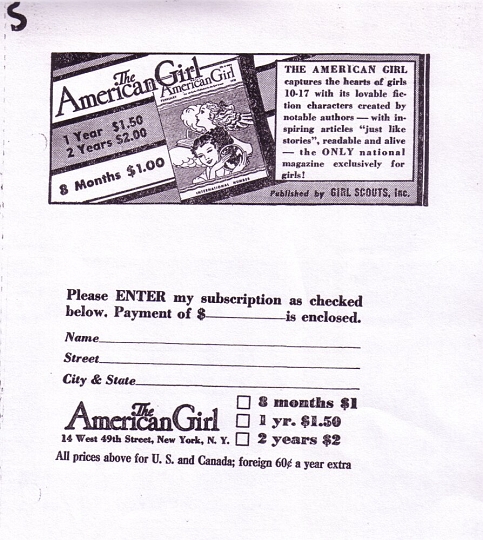 S
The
American Girl
The
American Girl
INTERNATIONAL NUMBER
1 Year $1.50
2 Years $2.00
8 Months $1.00
THE AMERICAN GIRL
captures the hearts of girls
10-17 with its lovable fic-
tion characters created by
notable authors — with in-
spiring articles "just like
stories", readable and alive
— the ONLY national
magazine exclusively for
girls!
Published by GIRL SCOUTS, Inc.
Please ENTER my subscription as checked
below. Payment of $ is enclosed.
Name
Street
City & State
The
American Girl
14 West 49th Street, New York, N. Y.
8 months $1
1 yr. $1.50
2 years $2
All prices above for U. S. and Canada; foreign 60¢ a year extra